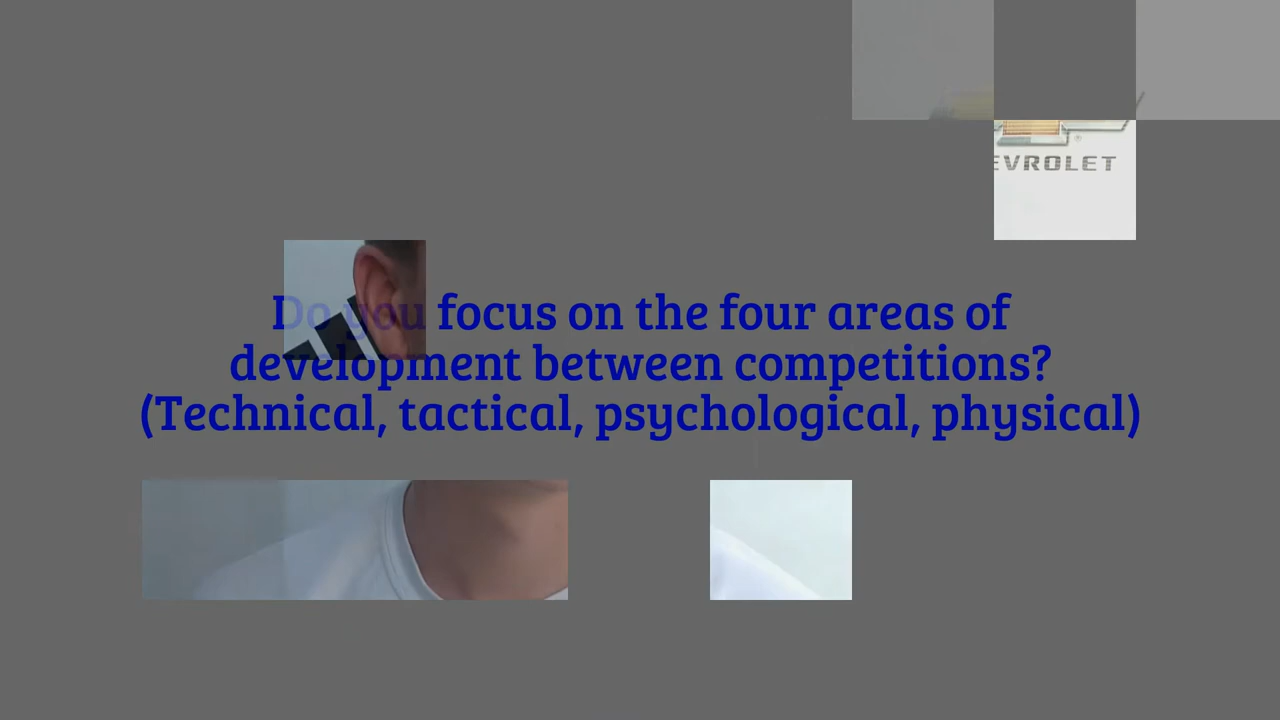 EVROLET
Do you focus on the four areas of
development between competitions?
(Technical, tactical, psychological, physical)